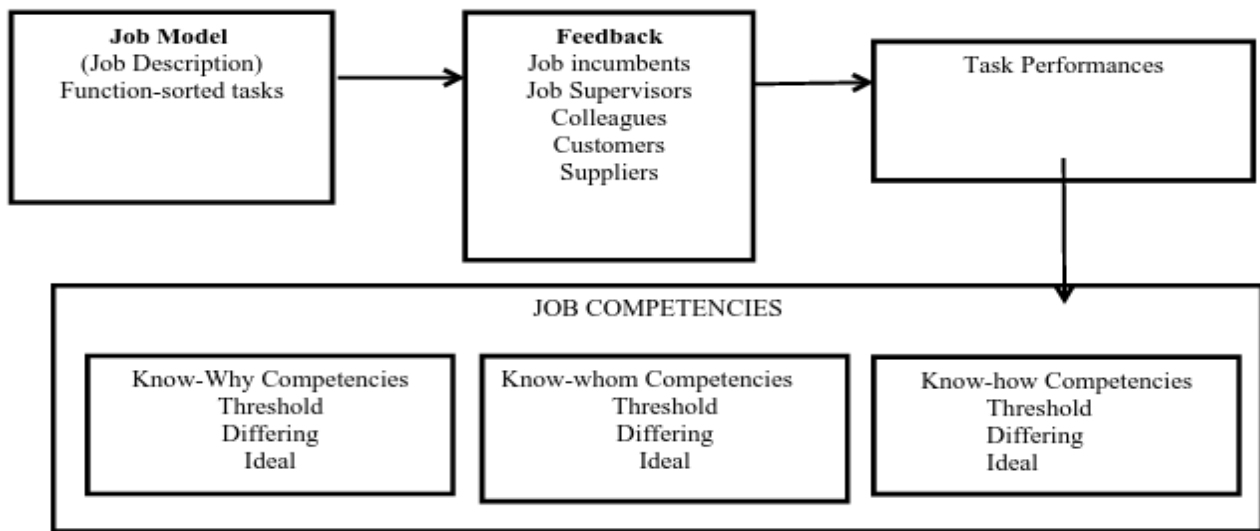 Job Model
(Job Description)
Function-sorted tasks
Feedback
Job incumbents
Job Supervisors
Colleagues
Customers
Suppliers
Task Performances
JOB COMPETENCIES
Know-Why Competencies
Threshold
Differing
Ideal
Know-whom Competencies
Threshold
Differing
Ideal
Know-how Competencies
Threshold
Differing
Ideal